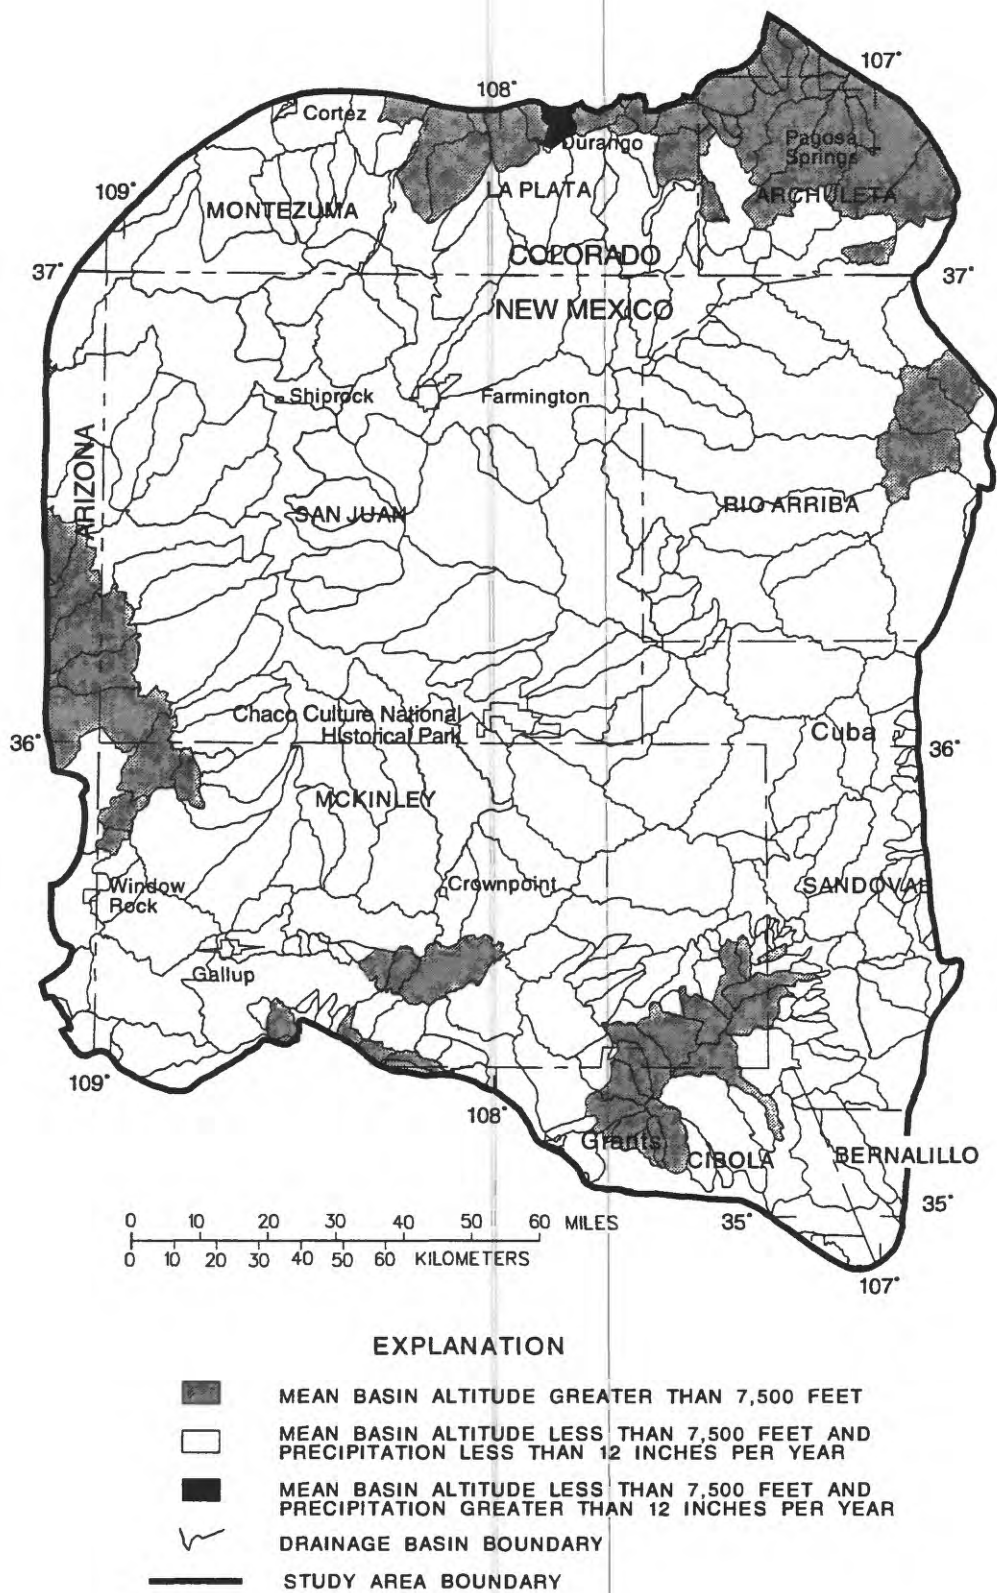 107°
108°
Cortez
Durango
Pagosa
Springs
109°
LA PLATA
ARCHULETA
MONTEZUMA
COLORADO
37°
37°
NEW MEXICO
Shiprock
Farmington
ARIZONA
SAN JUAN
RIO ARRIBA
Chaco Culture National
Historical Park
Cuba
36°
36°
MCKINLEY
Window
Rock
Crownpoint
SANDOVAL
Gallup
109°
108°
Grants
CIBOLA
BERNALILLO
35°
35°
107°
0 10 20 30 40 50 60 MILES
0 10 20 30 40 50 60 KILOMETERS
EXPLANATION
MEAN BASIN ALTITUDE GREATER THAN 7,500 FEET
MEAN BASIN ALTITUDE LESS THAN 7,500 FEET AND
PRECIPITATION LESS THAN 12 INCHES PER YEAR
MEAN BASIN ALTITUDE LESS THAN 7,500 FEET AND
PRECIPITATION GREATER THAN 12 INCHES PER YEAR
DRAINAGE BASIN BOUNDARY
STUDY AREA BOUNDARY